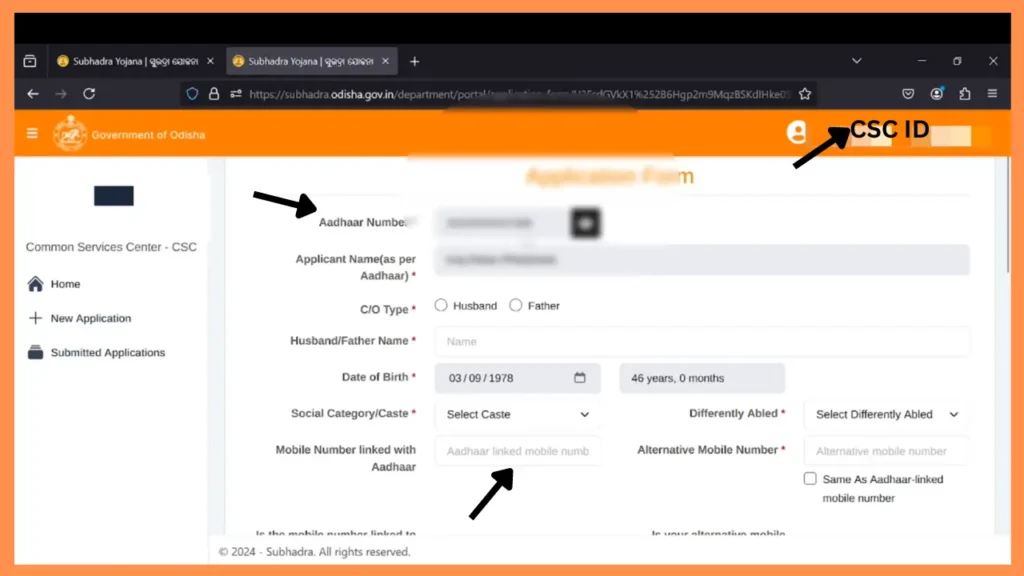 Subhadra Yojana | ସୁଭଦ୍ରା ଯୋଜନା
Subhadra Yojana | ସୁଭଦ୍ରା ଯୋଜନା
https://subhadra.odisha.gov.in/department/portal/
Government of Odisha
CSC ID
Application Form
Aadhaar Number
Common Services Center - CSC
Applicant Name(as per
Aadhaar) *
Home
C/O Type *
Husband
Father
New Application
Husband/Father Name *
Name
Submitted Applications
Date of Birth *
03/09/1978
46 years, 0 months
Social Category/Caste *
Select Caste
Differently Abled *
Select Differently Abled
Mobile Number linked with
Aadhaar
Aadhaar linked mobile numb
Alternative Mobile Number *
Alternative mobile number
Same As Aadhaar-linked
mobile number
Is the mobile number linked to
Is your alternative mobile
© 2024 - Subhadra. All rights reserved.